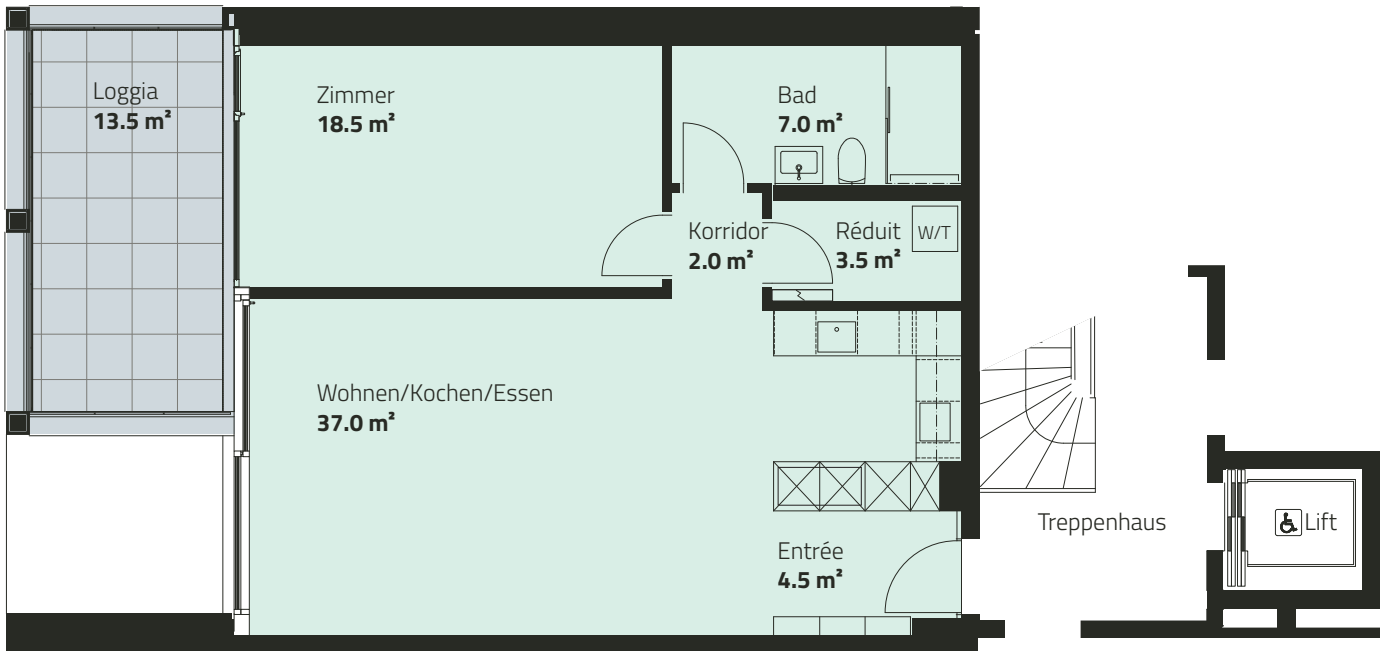 Loggia
13.5 m²
Zimmer
18.5 m²
Bad
7.0 m²
Korridor
2.0 m²
Réduit
3.5 m²
W/T
Wohnen/Kochen/Essen
37.0 m²
Entrée
4.5 m²
Treppenhaus
Lift